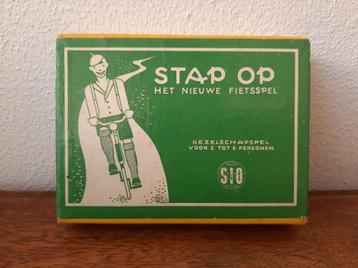 STAP OP
HET NIEUWE FIETSSPEL
GEZELSCHAPSPEL
VOOR 2 TOT 6 PERSONEN
SIO